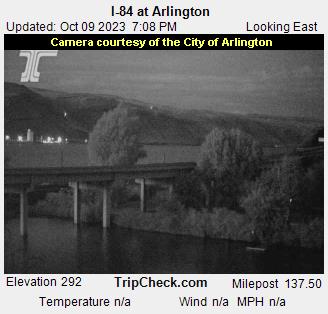 I-84 at Arlington
Updated: Oct 09 2023 7:08 PM Looking East
Camera courtesy of the City of Arlington
Elevation 292 TripCheck.com Milepost 137.50
Temperature n/a Wind n/a MPH n/a